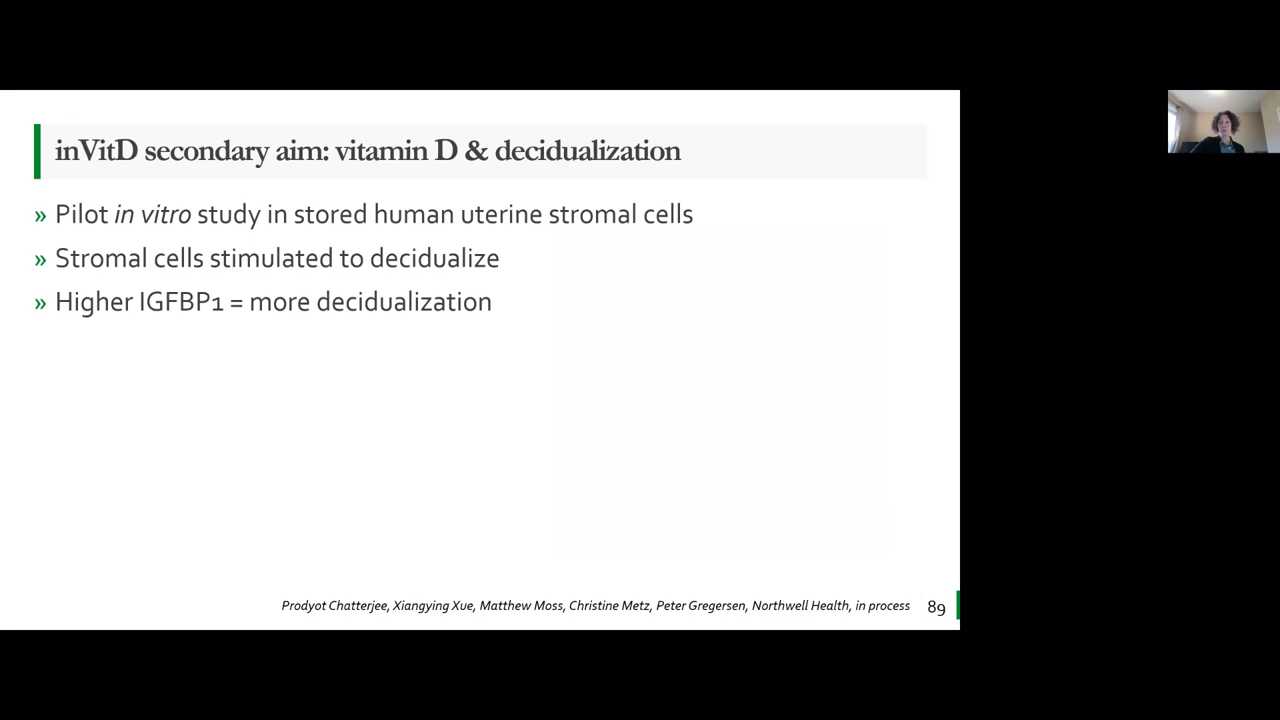 inVitD secondary aim: vitamin D & decidualization
» Pilot in vitro study in stored human uterine stromal cells
» Stromal cells stimulated to decidualize
» Higher IGFBP1 = more decidualization
Prodyot Chatterjee, Xiangying Xue, Matthew Moss, Christine Metz, Peter Gregersen, Northwell Health, in process 89